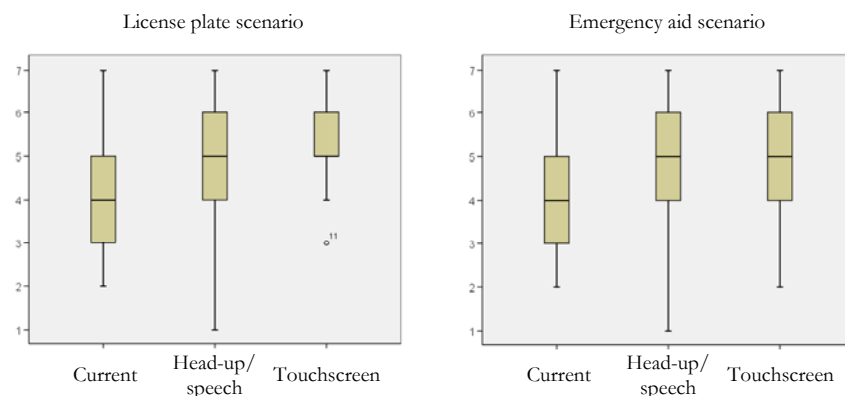 License plate scenario
Emergency aid scenario
7
6
5
4
3
2
1
11
Current
Head-up/
speech
Touchscreen
7
6
5
4
3
2
1
Current
Head-up/
speech
Touchscreen